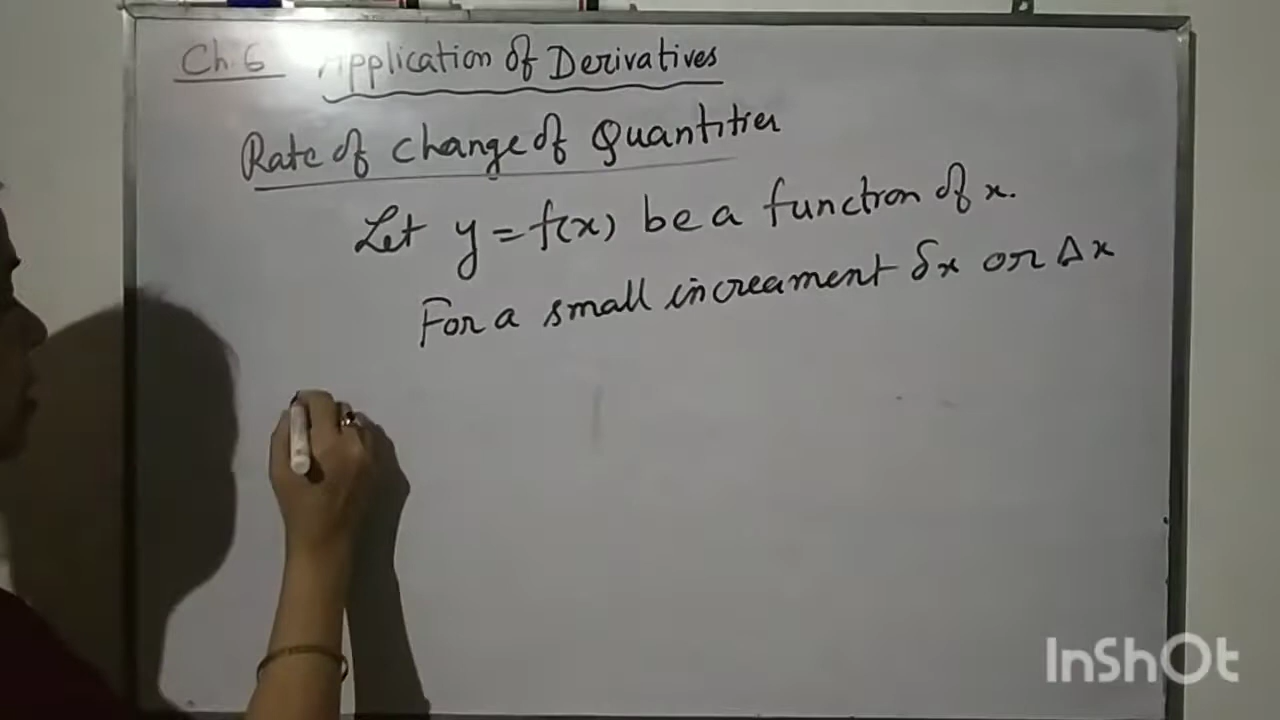 Ch. 6 Application of Derivatives
Rate of change of Quantities
Let y = f(x) be a function of x.
For a small increament δx or Δx
InShOt